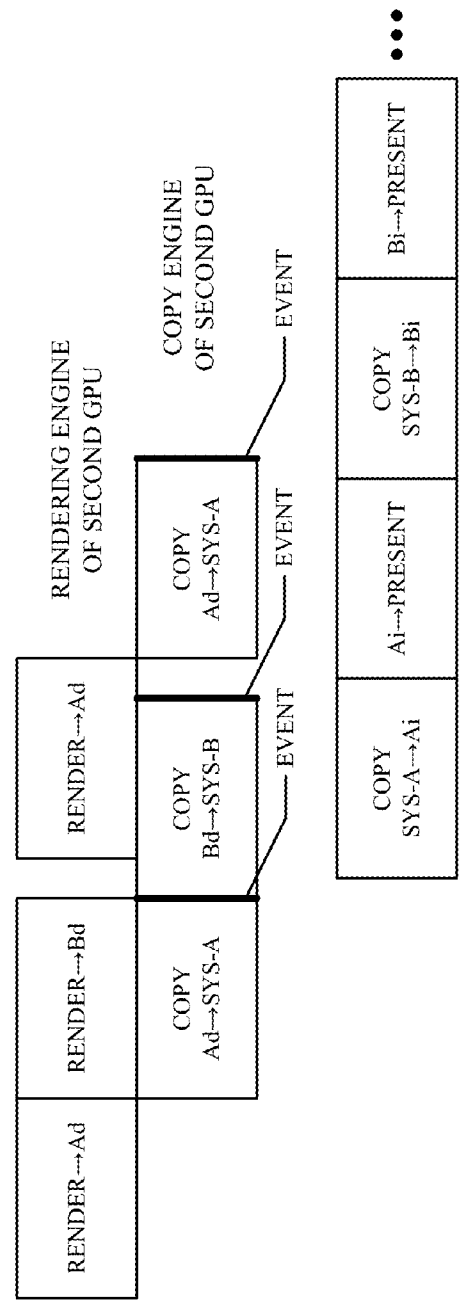 RENDER→Ad
RENDER→Bd
RENDER→Ad
RENDERING ENGINE
OF SECOND GPU
COPY
Ad→SYS-A
COPY
Bd→SYS-B
COPY
Ad→SYS-A
COPY ENGINE
OF SECOND GPU
EVENT
EVENT
EVENT
COPY
SYS-A→Ai
Ai→PRESENT
COPY
SYS-B→Bi
Bi→PRESENT
•••